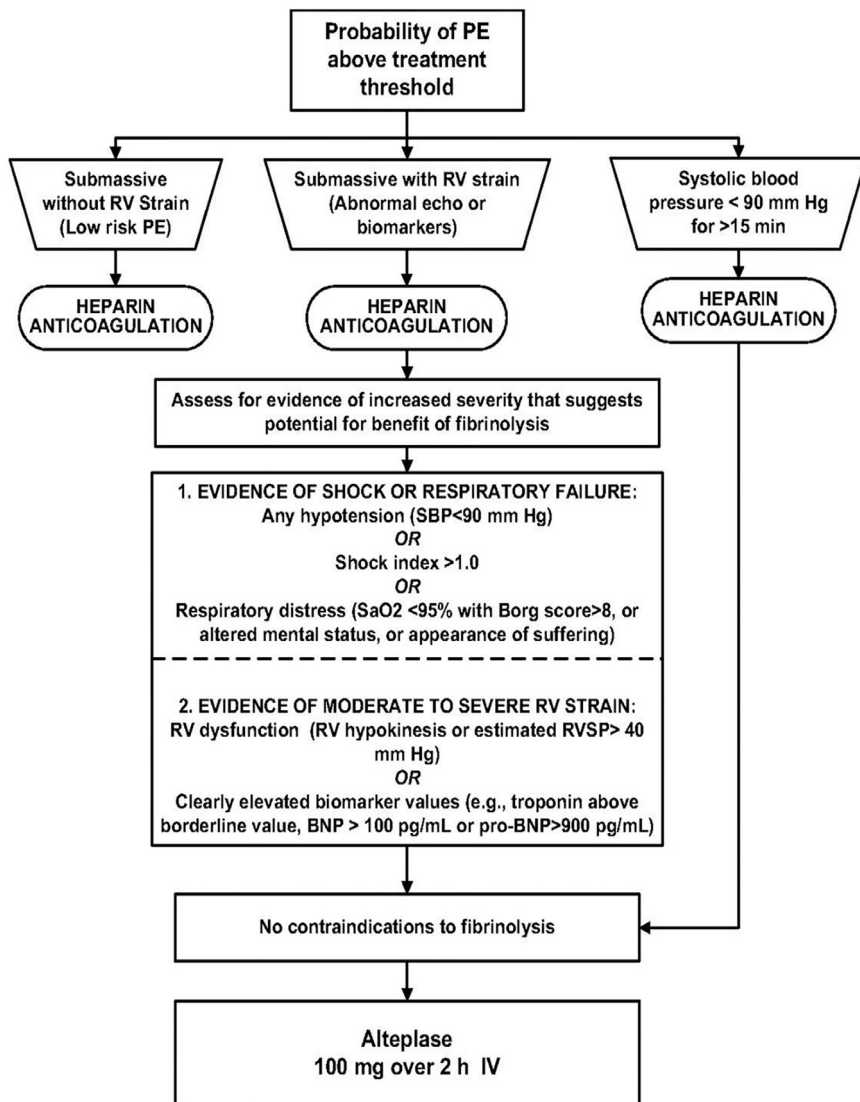 Probability of PE
above treatment
threshold
Submassive
without RV Strain
(Low risk PE)
Submassive with RV strain
(Abnormal echo or
biomarkers)
Systolic blood
pressure < 90 mm Hg
for >15 min
HEPARIN
ANTICOAGULATION
HEPARIN
ANTICOAGULATION
HEPARIN
ANTICOAGULATION
Assess for evidence of increased severity that suggests
potential for benefit of fibrinolysis
1. EVIDENCE OF SHOCK OR RESPIRATORY FAILURE:
Any hypotension (SBP<90 mm Hg)
OR
Shock index >1.0
OR
Respiratory distress (SaO2 <95% with Borg score>8, or
altered mental status, or appearance of suffering)
2. EVIDENCE OF MODERATE TO SEVERE RV STRAIN:
RV dysfunction (RV hypokinesis or estimated RVSP> 40
mm Hg)
OR
Clearly elevated biomarker values (e.g., troponin above
borderline value, BNP > 100 pg/mL or pro-BNP>900 pg/mL)
No contraindications to fibrinolysis
Alteplase
100 mg over 2 h IV